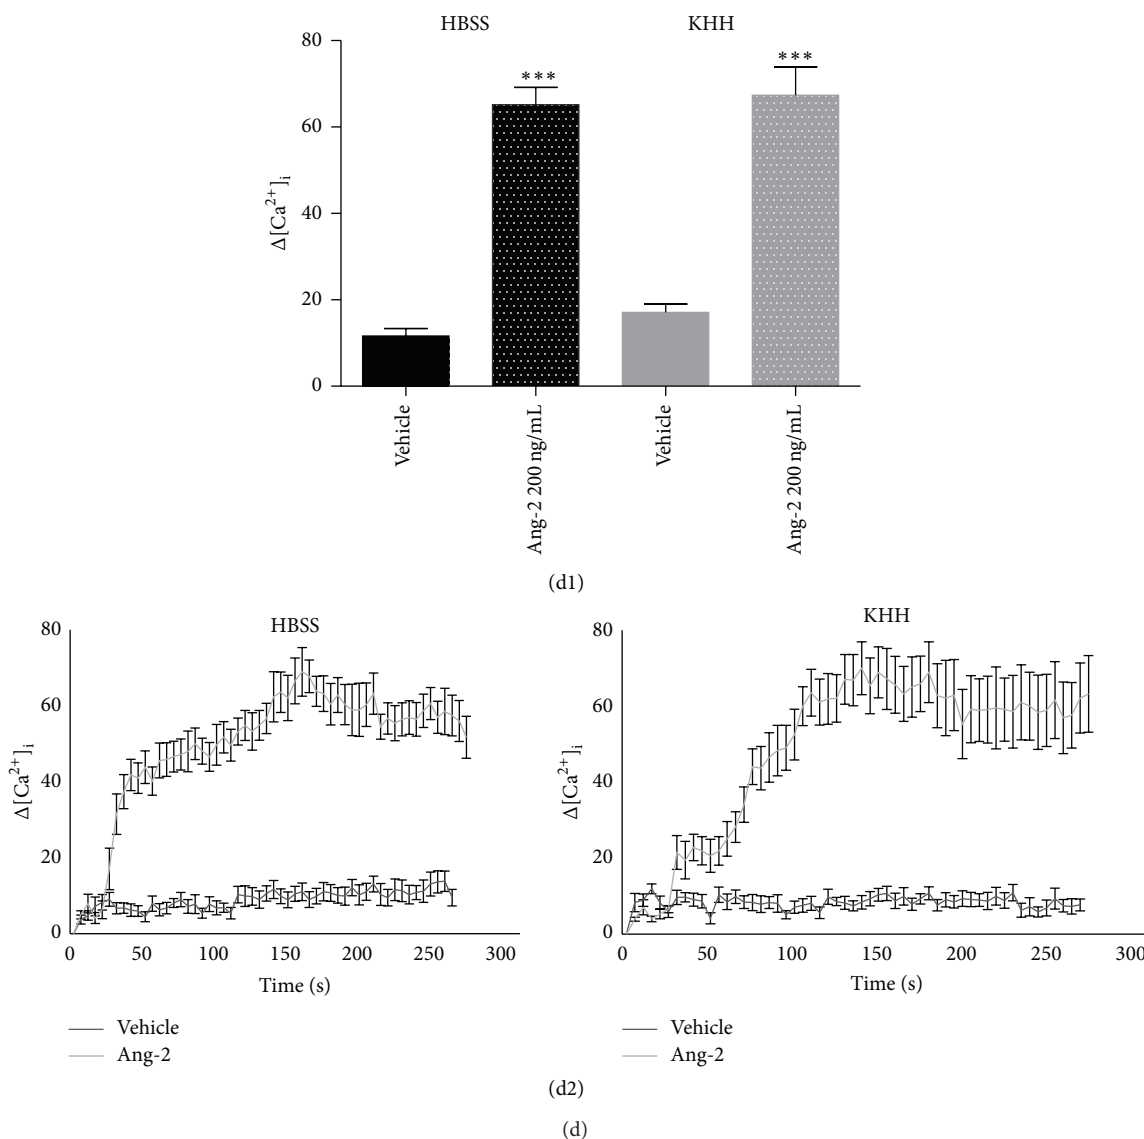 HBSS KHH
80
***
***
60
Δ[Ca²⁺]ᵢ
40
20
0
Vehicle
Ang-2 200 ng/mL
Vehicle
Ang-2 200 ng/mL
(d1)
HBSS
80
60
Δ[Ca²⁺]ᵢ
40
20
0
0 50 100 150 200 250 300
Time (s)
Vehicle
Ang-2
KHH
80
60
Δ[Ca²⁺]ᵢ
40
20
0
0 50 100 150 200 250 300
Time (s)
Vehicle
Ang-2
(d2)
(d)